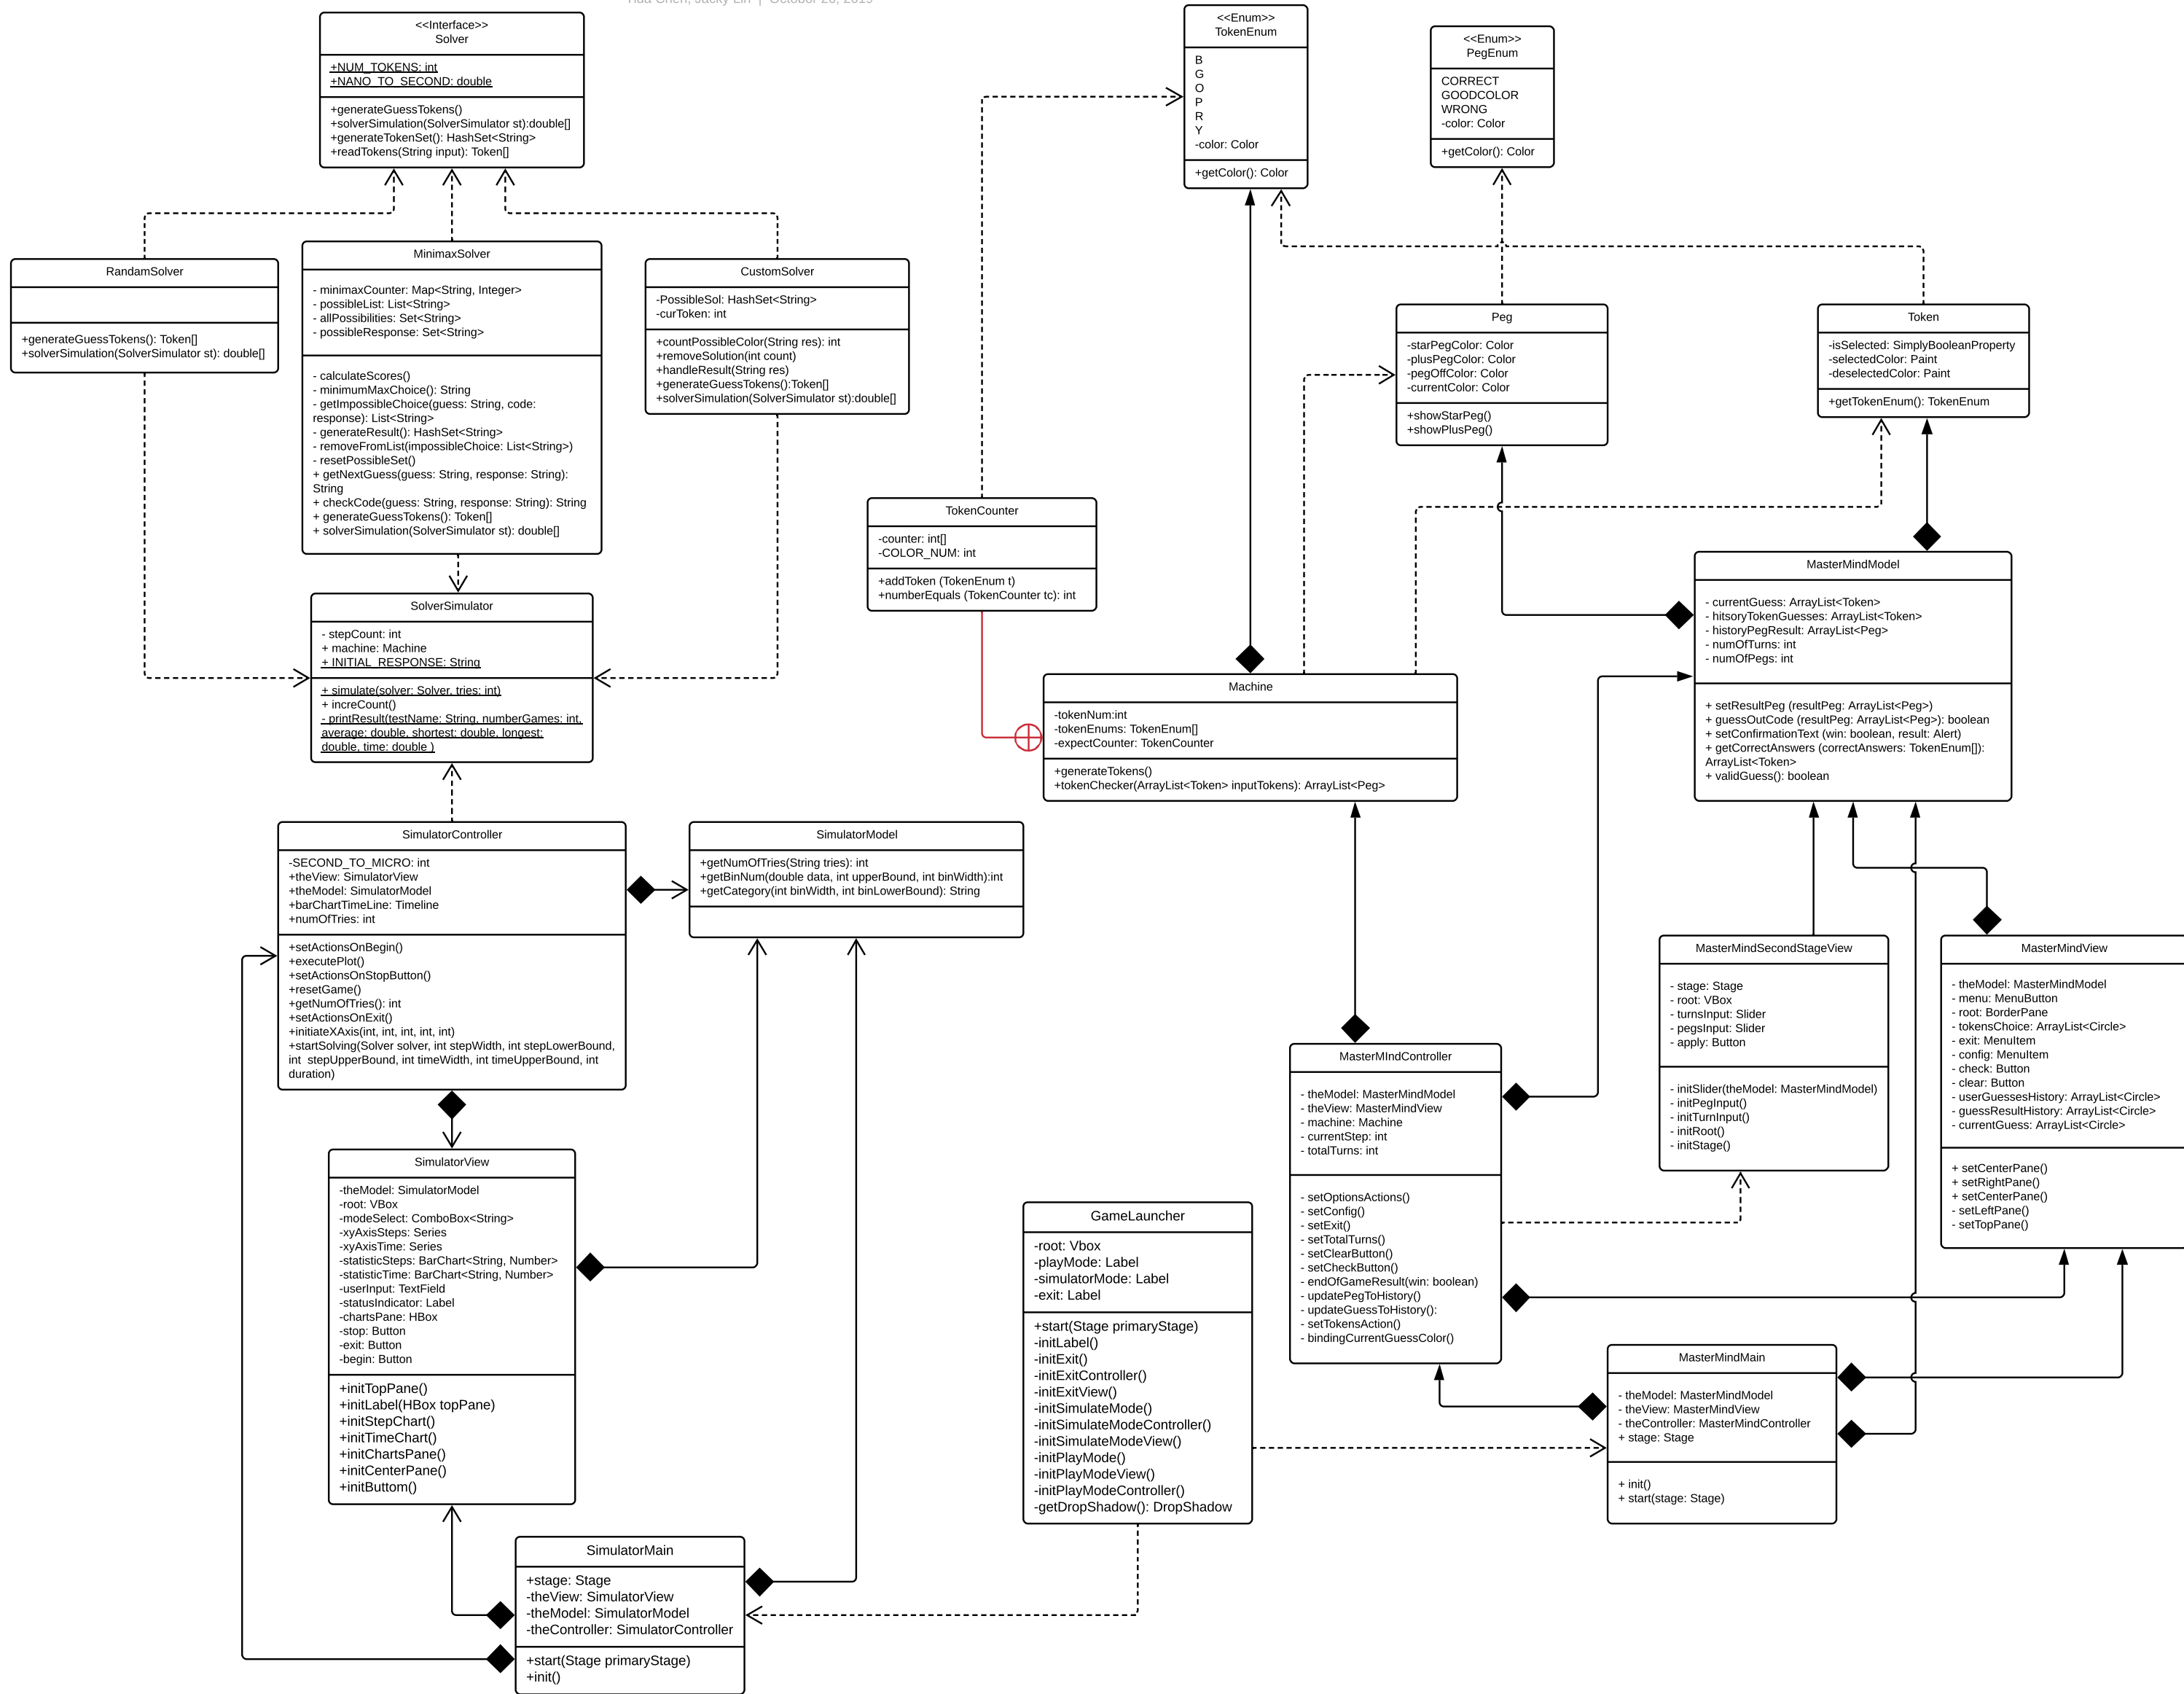 Hua Chen, Jacky Lin | October 20, 2019
<<Interface>>
Solver
+NUM_TOKENS: int
+NANO_TO_SECOND: double
+generateGuessTokens()
+solverSimulation(SolverSimulator st):double[]
+generateTokenSet(): HashSet<String>
+readTokens(String input): Token[]
<<Enum>>
TokenEnum
B
G
O
P
R
Y
-color: Color
+getColor(): Color
<<Enum>>
PegEnum
CORRECT
GOODCOLOR
WRONG
-color: Color
+getColor(): Color
RandamSolver
+generateGuessTokens(): Token[]
+solverSimulation(SolverSimulator st): double[]
MinimaxSolver
- minimaxCounter: Map<String, Integer>
- possibleList: List<String>
- allPossibilities: Set<String>
- possibleResponse: Set<String>
- calculateScores()
- minimumMaxChoice(): String
- getImpossibleChoice(guess: String, code:
response): List<String>
- generateResult(): HashSet<String>
- removeFromList(impossibleChoice: List<String>)
- resetPossibleSet()
+ getNextGuess(guess: String, response: String):
String
+ checkCode(guess: String, response: String): String
+ generateGuessTokens(): Token[]
+ solverSimulation(SolverSimulator st): double[]
CustomSolver
-PossibleSol: HashSet<String>
-curToken: int
+countPossibleColor(String res): int
+removeSolution(int count)
+handleResult(String res)
+generateGuessTokens():Token[]
+solverSimulation(SolverSimulator st):double[]
Peg
-starPegColor: Color
-plusPegColor: Color
-pegOffColor: Color
-currentColor: Color
+showStarPeg()
+showPlusPeg()
Token
-isSelected: SimplyBooleanProperty
-selectedColor: Paint
-deselectedColor: Paint
+getTokenEnum(): TokenEnum
TokenCounter
-counter: int[]
-COLOR_NUM: int
+addToken (TokenEnum t)
+numberEquals (TokenCounter tc): int
MasterMindModel
- currentGuess: ArrayList<Token>
- hitsoryTokenGuesses: ArrayList<Token>
- historyPegResult: ArrayList<Peg>
- numOfTurns: int
- numOfPegs: int
+ setResultPeg (resultPeg: ArrayList<Peg>)
+ guessOutCode (resultPeg: ArrayList<Peg>): boolean
+ setConfirmationText (win: boolean, result: Alert)
+ getCorrectAnswers (correctAnswers: TokenEnum[]):
ArrayList<Token>
+ validGuess(): boolean
SolverSimulator
- stepCount: int
+ machine: Machine
+ INITIAL_RESPONSE: String
+ simulate(solver: Solver, tries: int)
+ increCount()
- printResult(testName: String, numberGames: int,
average: double, shortest: double, longest:
double, time: double )
Machine
-tokenNum:int
-tokenEnums: TokenEnum[]
-expectCounter: TokenCounter
+generateTokens()
+tokenChecker(ArrayList<Token> inputTokens): ArrayList<Peg>
SimulatorController
-SECOND_TO_MICRO: int
+theView: SimulatorView
+theModel: SimulatorModel
+barChartTimeLine: Timeline
+numOfTries: int
+setActionsOnBegin()
+executePlot()
+setActionsOnStopButton()
+resetGame()
+getNumOfTries(): int
+setActionsOnExit()
+initiateXAxis(int, int, int, int, int)
+startSolving(Solver solver, int stepWidth, int stepLowerBound,
int stepUpperBound, int timeWidth, int timeUpperBound, int
duration)
SimulatorModel
+getNumOfTries(String tries): int
+getBinNum(double data, int upperBound, int binWidth):int
+getCategory(int binWidth, int binLowerBound): String
MasterMindSecondStageView
- stage: Stage
- root: VBox
- turnsInput: Slider
- pegsInput: Slider
- apply: Button
- initSlider(theModel: MasterMindModel)
- initPegInput()
- initTurnInput()
- initRoot()
- initStage()
MasterMindView
- theModel: MasterMindModel
- menu: MenuButton
- root: BorderPane
- tokensChoice: ArrayList<Circle>
- exit: MenuItem
- config: MenuItem
- check: Button
- clear: Button
- userGuessesHistory: ArrayList<Circle>
- guessResultHistory: ArrayList<Circle>
- currentGuess: ArrayList<Circle>
+ setCenterPane()
+ setRightPane()
+ setCenterPane()
- setLeftPane()
- setTopPane()
MasterMIndController
- theModel: MasterMindModel
- theView: MasterMindView
- machine: Machine
- currentStep: int
- totalTurns: int
- setOptionsActions()
- setConfig()
- setExit()
- setTotalTurns()
- setClearButton()
- setCheckButton()
- endOfGameResult(win: boolean)
- updatePegToHistory()
- updateGuessToHistory():
- setTokensAction()
- bindingCurrentGuessColor()
SimulatorView
-theModel: SimulatorModel
-root: VBox
-modeSelect: ComboBox<String>
-xyAxisSteps: Series
-xyAxisTime: Series
-statisticSteps: BarChart<String, Number>
-statisticTime: BarChart<String, Number>
-userInput: TextField
-statusIndicator: Label
-chartsPane: HBox
-stop: Button
-exit: Button
-begin: Button
+initTopPane()
+initLabel(HBox topPane)
+initStepChart()
+initTimeChart()
+initChartsPane()
+initCenterPane()
+initButtom()
GameLauncher
-root: Vbox
-playMode: Label
-simulatorMode: Label
-exit: Label
+start(Stage primaryStage)
-initLabel()
-initExit()
-initExitController()
-initExitView()
-initSimulateMode()
-initSimulateModeController()
-initSimulateModeView()
-initPlayMode()
-initPlayModeView()
-initPlayModeController()
-getDropShadow(): DropShadow
MasterMindMain
- theModel: MasterMindModel
- theView: MasterMindView
- theController: MasterMindController
+ stage: Stage
+ init()
+ start(stage: Stage)
SimulatorMain
+stage: Stage
-theView: SimulatorView
-theModel: SimulatorModel
-theController: SimulatorController
+start(Stage primaryStage)
+init()